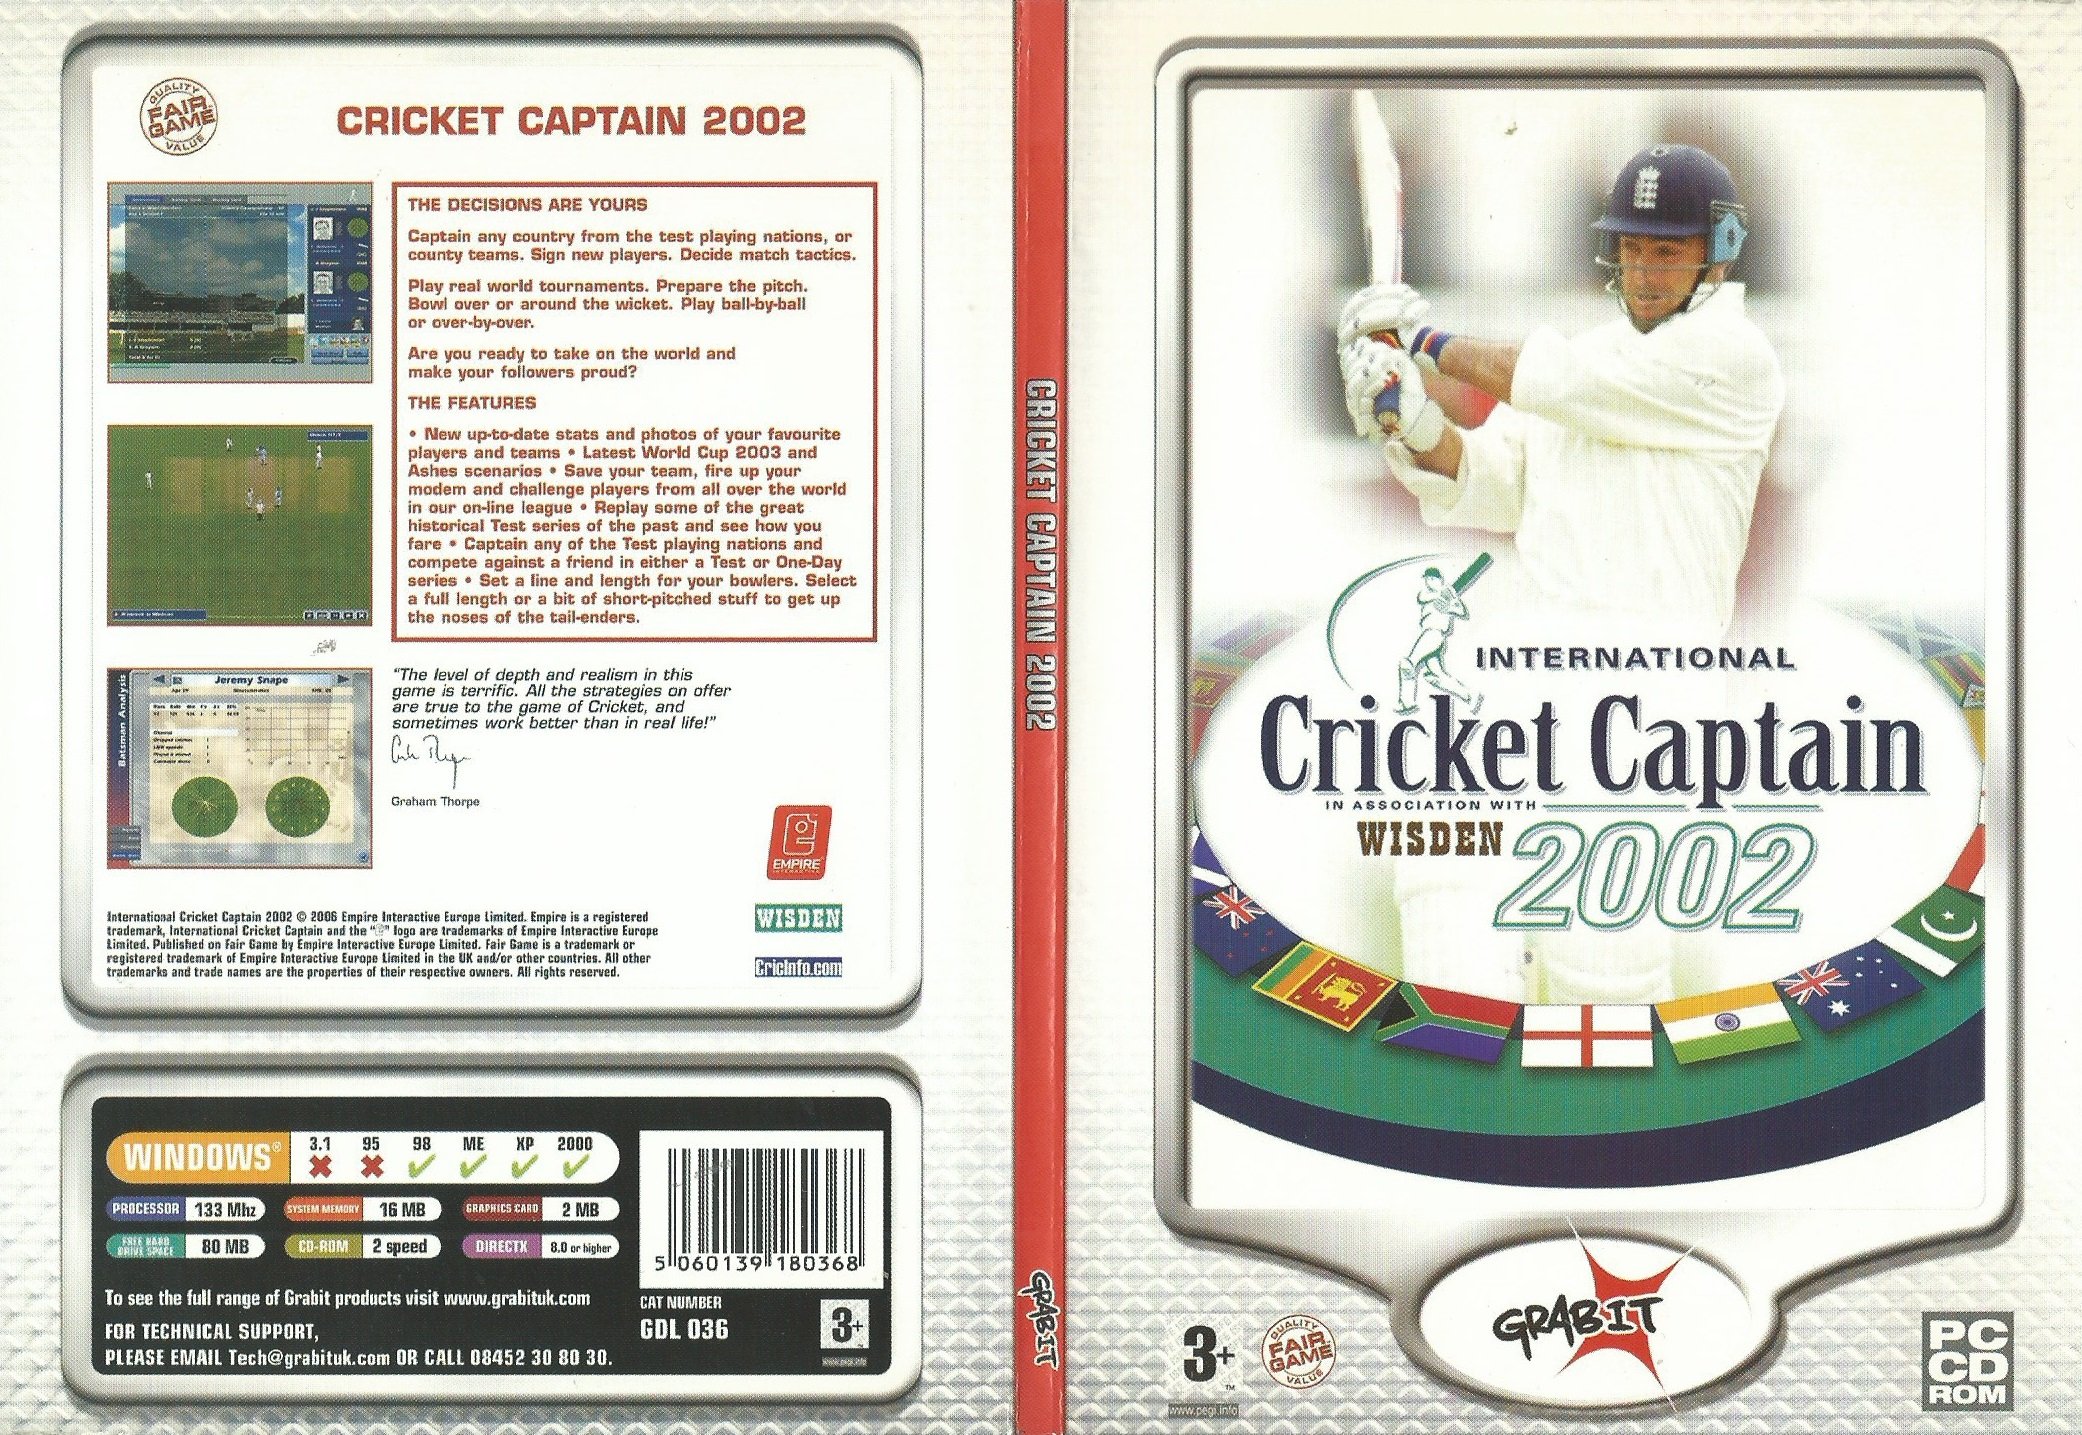 QUALITY
FAIR
GAME
VALUE
CRICKET CAPTAIN 2002
THE DECISIONS ARE YOURS
Captain any country from the test playing nations, or
county teams. Sign new players. Decide match tactics.
Play real world tournaments. Prepare the pitch.
Bowl over or around the wicket. Play ball-by-ball
or over-by-over.
Are you ready to take on the world and
make your followers proud?
THE FEATURES
• New up-to-date stats and photos of your favourite
players and teams • Latest World Cup 2003 and
Ashes scenarios • Save your team, fire up your
modem and challenge players from all over the world
in our on-line league • Replay some of the great
historical Test series of the past and see how you
fare • Captain any of the Test playing nations and
compete against a friend in either a Test or One-Day
series • Set a line and length for your bowlers. Select
a full length or a bit of short-pitched stuff to get up
the noses of the tail-enders.
Jeremy Snape
Batsman Analysis
"The level of depth and realism in this
game is terrific. All the strategies on offer
are true to the game of Cricket, and
sometimes work better than in real life!"
Graham Thorpe
EMPIRE
INTERACTIVE
WISDEN
CricInfo.com
International Cricket Captain 2002 © 2006 Empire Interactive Europe Limited. Empire is a registered
trademark, International Cricket Captain and the "e" logo are trademarks of Empire Interactive Europe
Limited. Published on Fair Game by Empire Interactive Europe Limited. Fair Game is a trademark or
registered trademark of Empire Interactive Europe Limited in the UK and/or other countries. All other
trademarks and trade names are the properties of their respective owners. All rights reserved.
WINDOWS® 3.1 95 98 ME XP 2000
PROCESSOR 133 Mhz SYSTEM MEMORY 16 MB GRAPHICS CARD 2 MB
FREE HARD DRIVE SPACE 80 MB CD-ROM 2 speed DIRECTX 8.0 or higher
To see the full range of Grabit products visit www.grabituk.com
FOR TECHNICAL SUPPORT,
PLEASE EMAIL Tech@grabituk.com OR CALL 08452 30 80 30.
5 060139 180368
CAT NUMBER
GDL 036
3+
www.pegi.info
CRICKET CAPTAIN 2002
GRABIT
INTERNATIONAL
Cricket Captain
IN ASSOCIATION WITH
WISDEN 2002
3+
TM
www.pegi.info
QUALITY
FAIR
GAME
VALUE
GRABIT
PC
CD
ROM